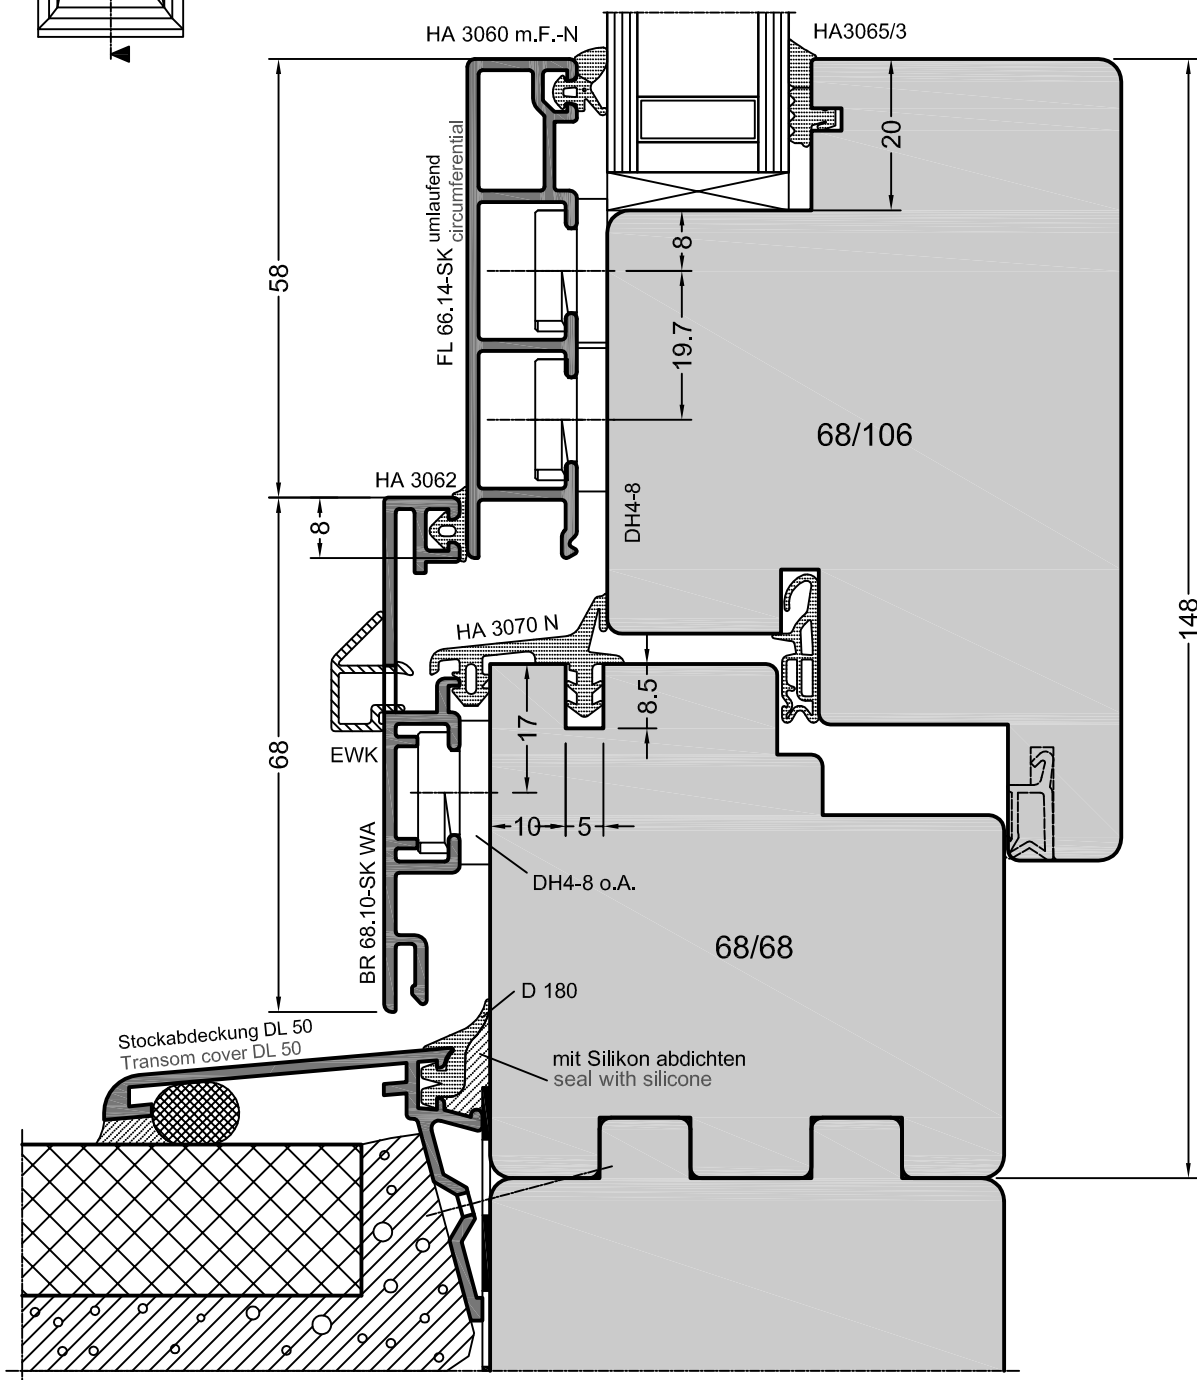 HA 3060 m.F.-N
HA3065/3
20
FL 66.14-SK umlaufend
circumferential
8
58
19.7
68/106
HA 3062
8
DH4-8
148
HA 3070 N
8.5
17
EWK
68
10
5
BR 68.10-SK WA
DH4-8 o.A.
68/68
D 180
Stockabdeckung DL 50
Transom cover DL 50
mit Silikon abdichten
seal with silicone